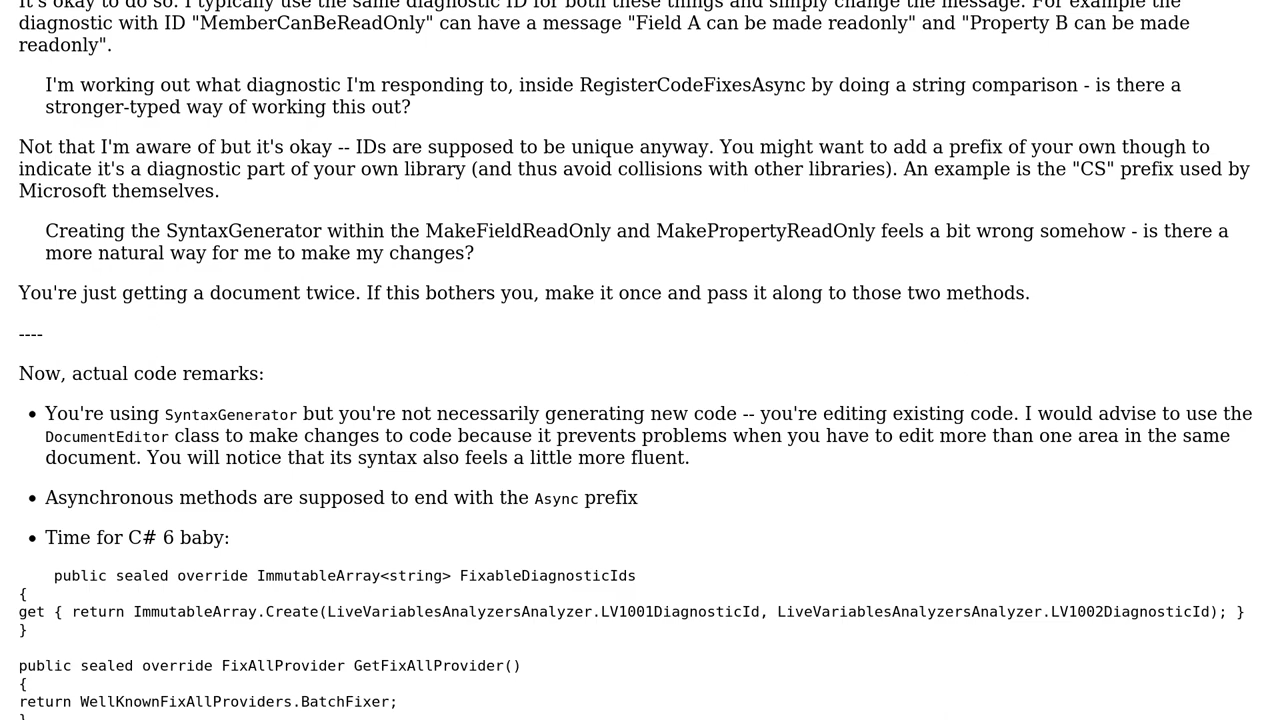 It's okay to do so. I typically use the same diagnostic ID for both these things and simply change the message. For example the
diagnostic with ID "MemberCanBeReadOnly" can have a message "Field A can be made readonly" and "Property B can be made
readonly".
I'm working out what diagnostic I'm responding to, inside RegisterCodeFixesAsync by doing a string comparison - is there a
stronger-typed way of working this out?
Not that I'm aware of but it's okay -- IDs are supposed to be unique anyway. You might want to add a prefix of your own though to
indicate it's a diagnostic part of your own library (and thus avoid collisions with other libraries). An example is the "CS" prefix used by
Microsoft themselves.
Creating the SyntaxGenerator within the MakeFieldReadOnly and MakePropertyReadOnly feels a bit wrong somehow - is there a
more natural way for me to make my changes?
You're just getting a document twice. If this bothers you, make it once and pass it along to those two methods.
----
Now, actual code remarks:
• You're using SyntaxGenerator but you're not necessarily generating new code -- you're editing existing code. I would advise to use the
DocumentEditor class to make changes to code because it prevents problems when you have to edit more than one area in the same
document. You will notice that its syntax also feels a little more fluent.
• Asynchronous methods are supposed to end with the Async prefix
• Time for C# 6 baby:
public sealed override ImmutableArray<string> FixableDiagnosticIds
{
get { return ImmutableArray.Create(LiveVariablesAnalyzersAnalyzer.LV1001DiagnosticId, LiveVariablesAnalyzersAnalyzer.LV1002DiagnosticId); }
}
public sealed override FixAllProvider GetFixAllProvider()
{
return WellKnownFixAllProviders.BatchFixer;
}